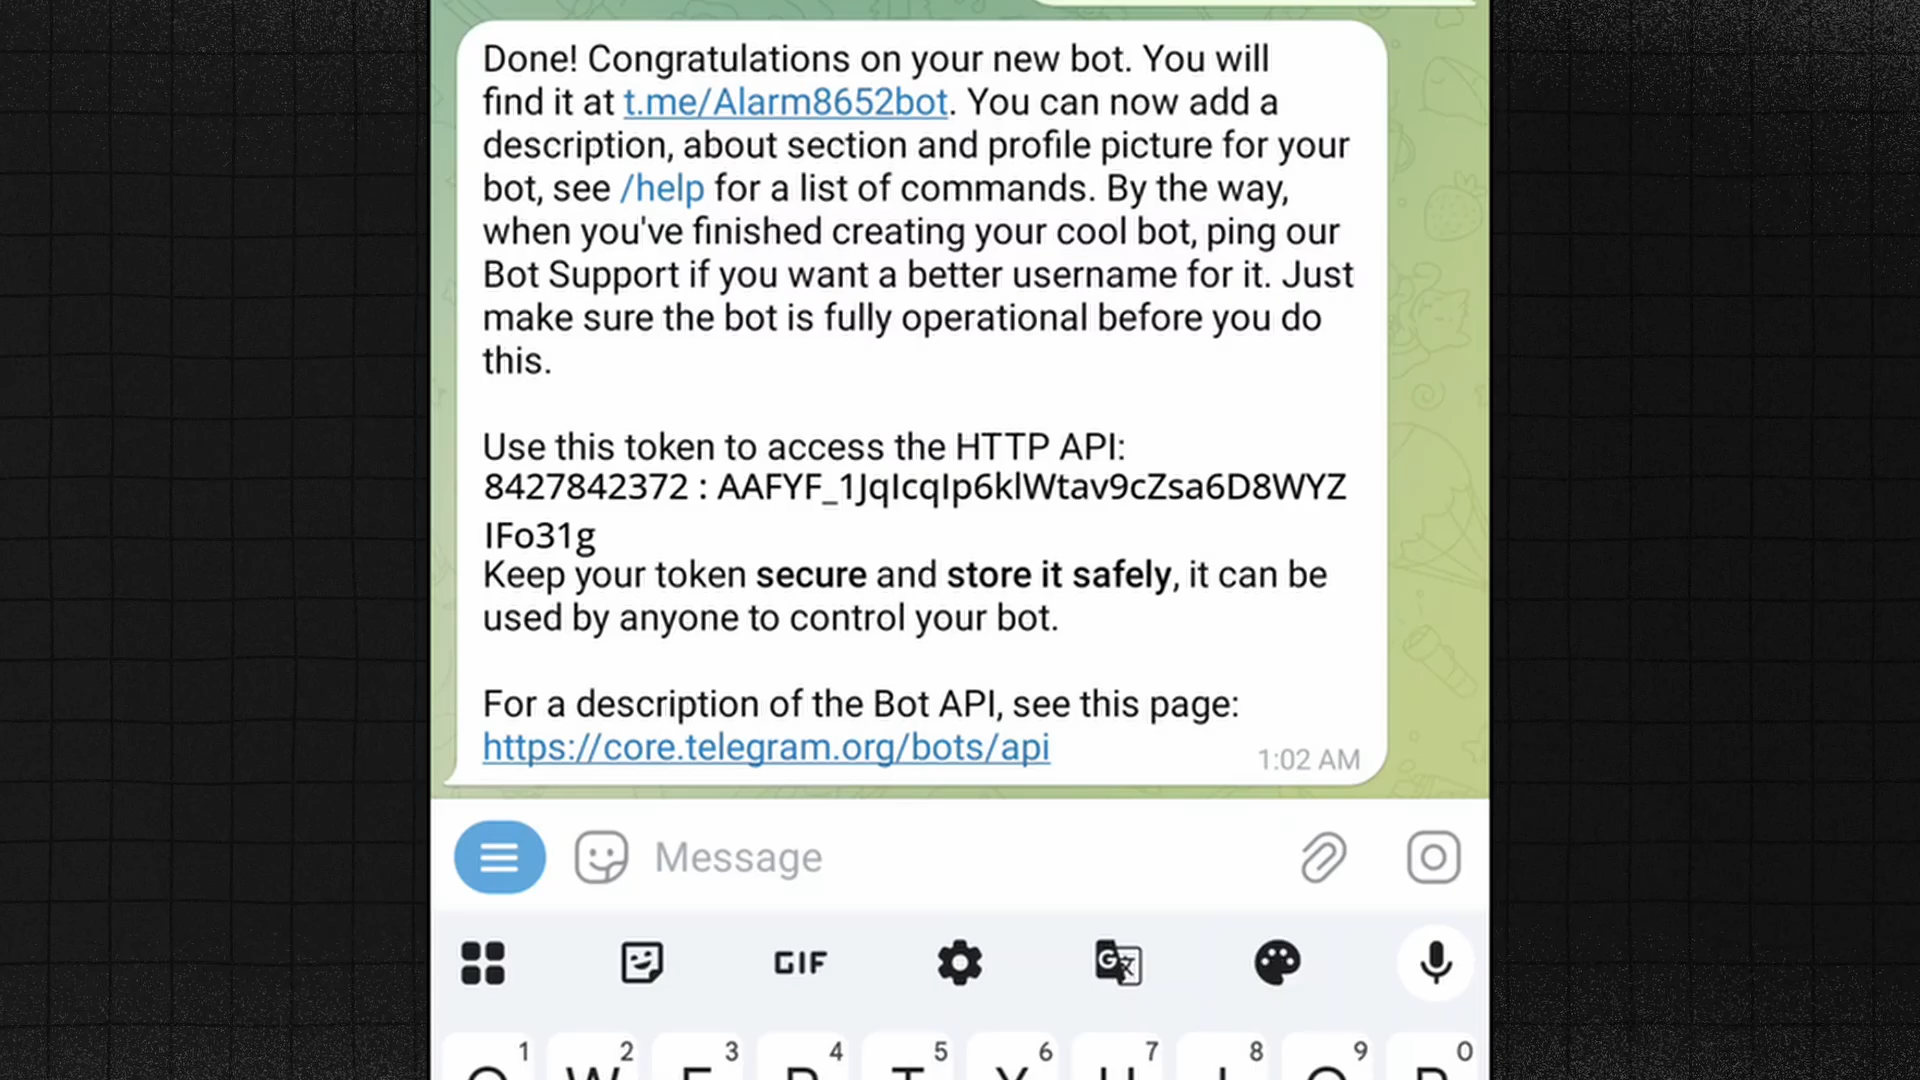 Done! Congratulations on your new bot. You will
find it at t.me/Alarm8652bot. You can now add a
description, about section and profile picture for your
bot, see /help for a list of commands. By the way,
when you've finished creating your cool bot, ping our
Bot Support if you want a better username for it. Just
make sure the bot is fully operational before you do
this.
Use this token to access the HTTP API:
8427842372 : AAFYF_1JqIcqIp6klWtav9cZsa6D8WYZ
IFo31g
Keep your token secure and store it safely, it can be
used by anyone to control your bot.
For a description of the Bot API, see this page:
https://core.telegram.org/bots/api
1:02 AM
Message
GIF
1 2 3 4 5 6 7 8 9 0